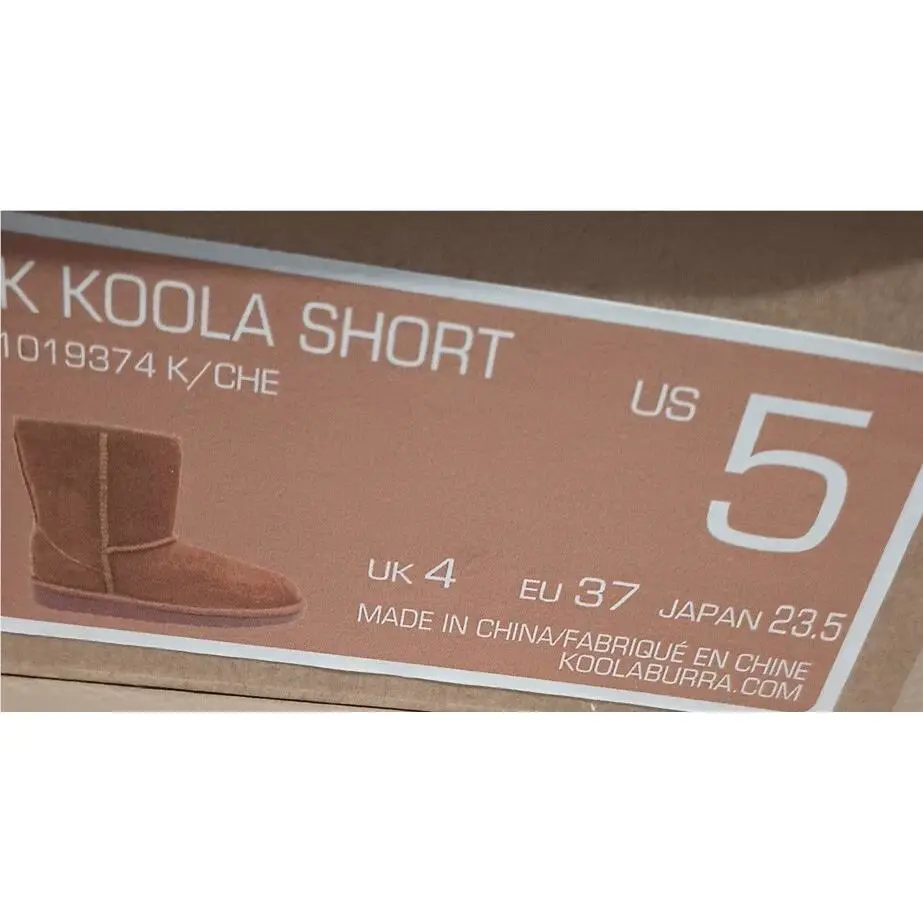 K KOOLA SHORT
1019374 K/CHE
US 5
UK 4 EU 37 JAPAN 23.5
MADE IN CHINA/FABRIQUÉ EN CHINE
KOOLABURRA.COM